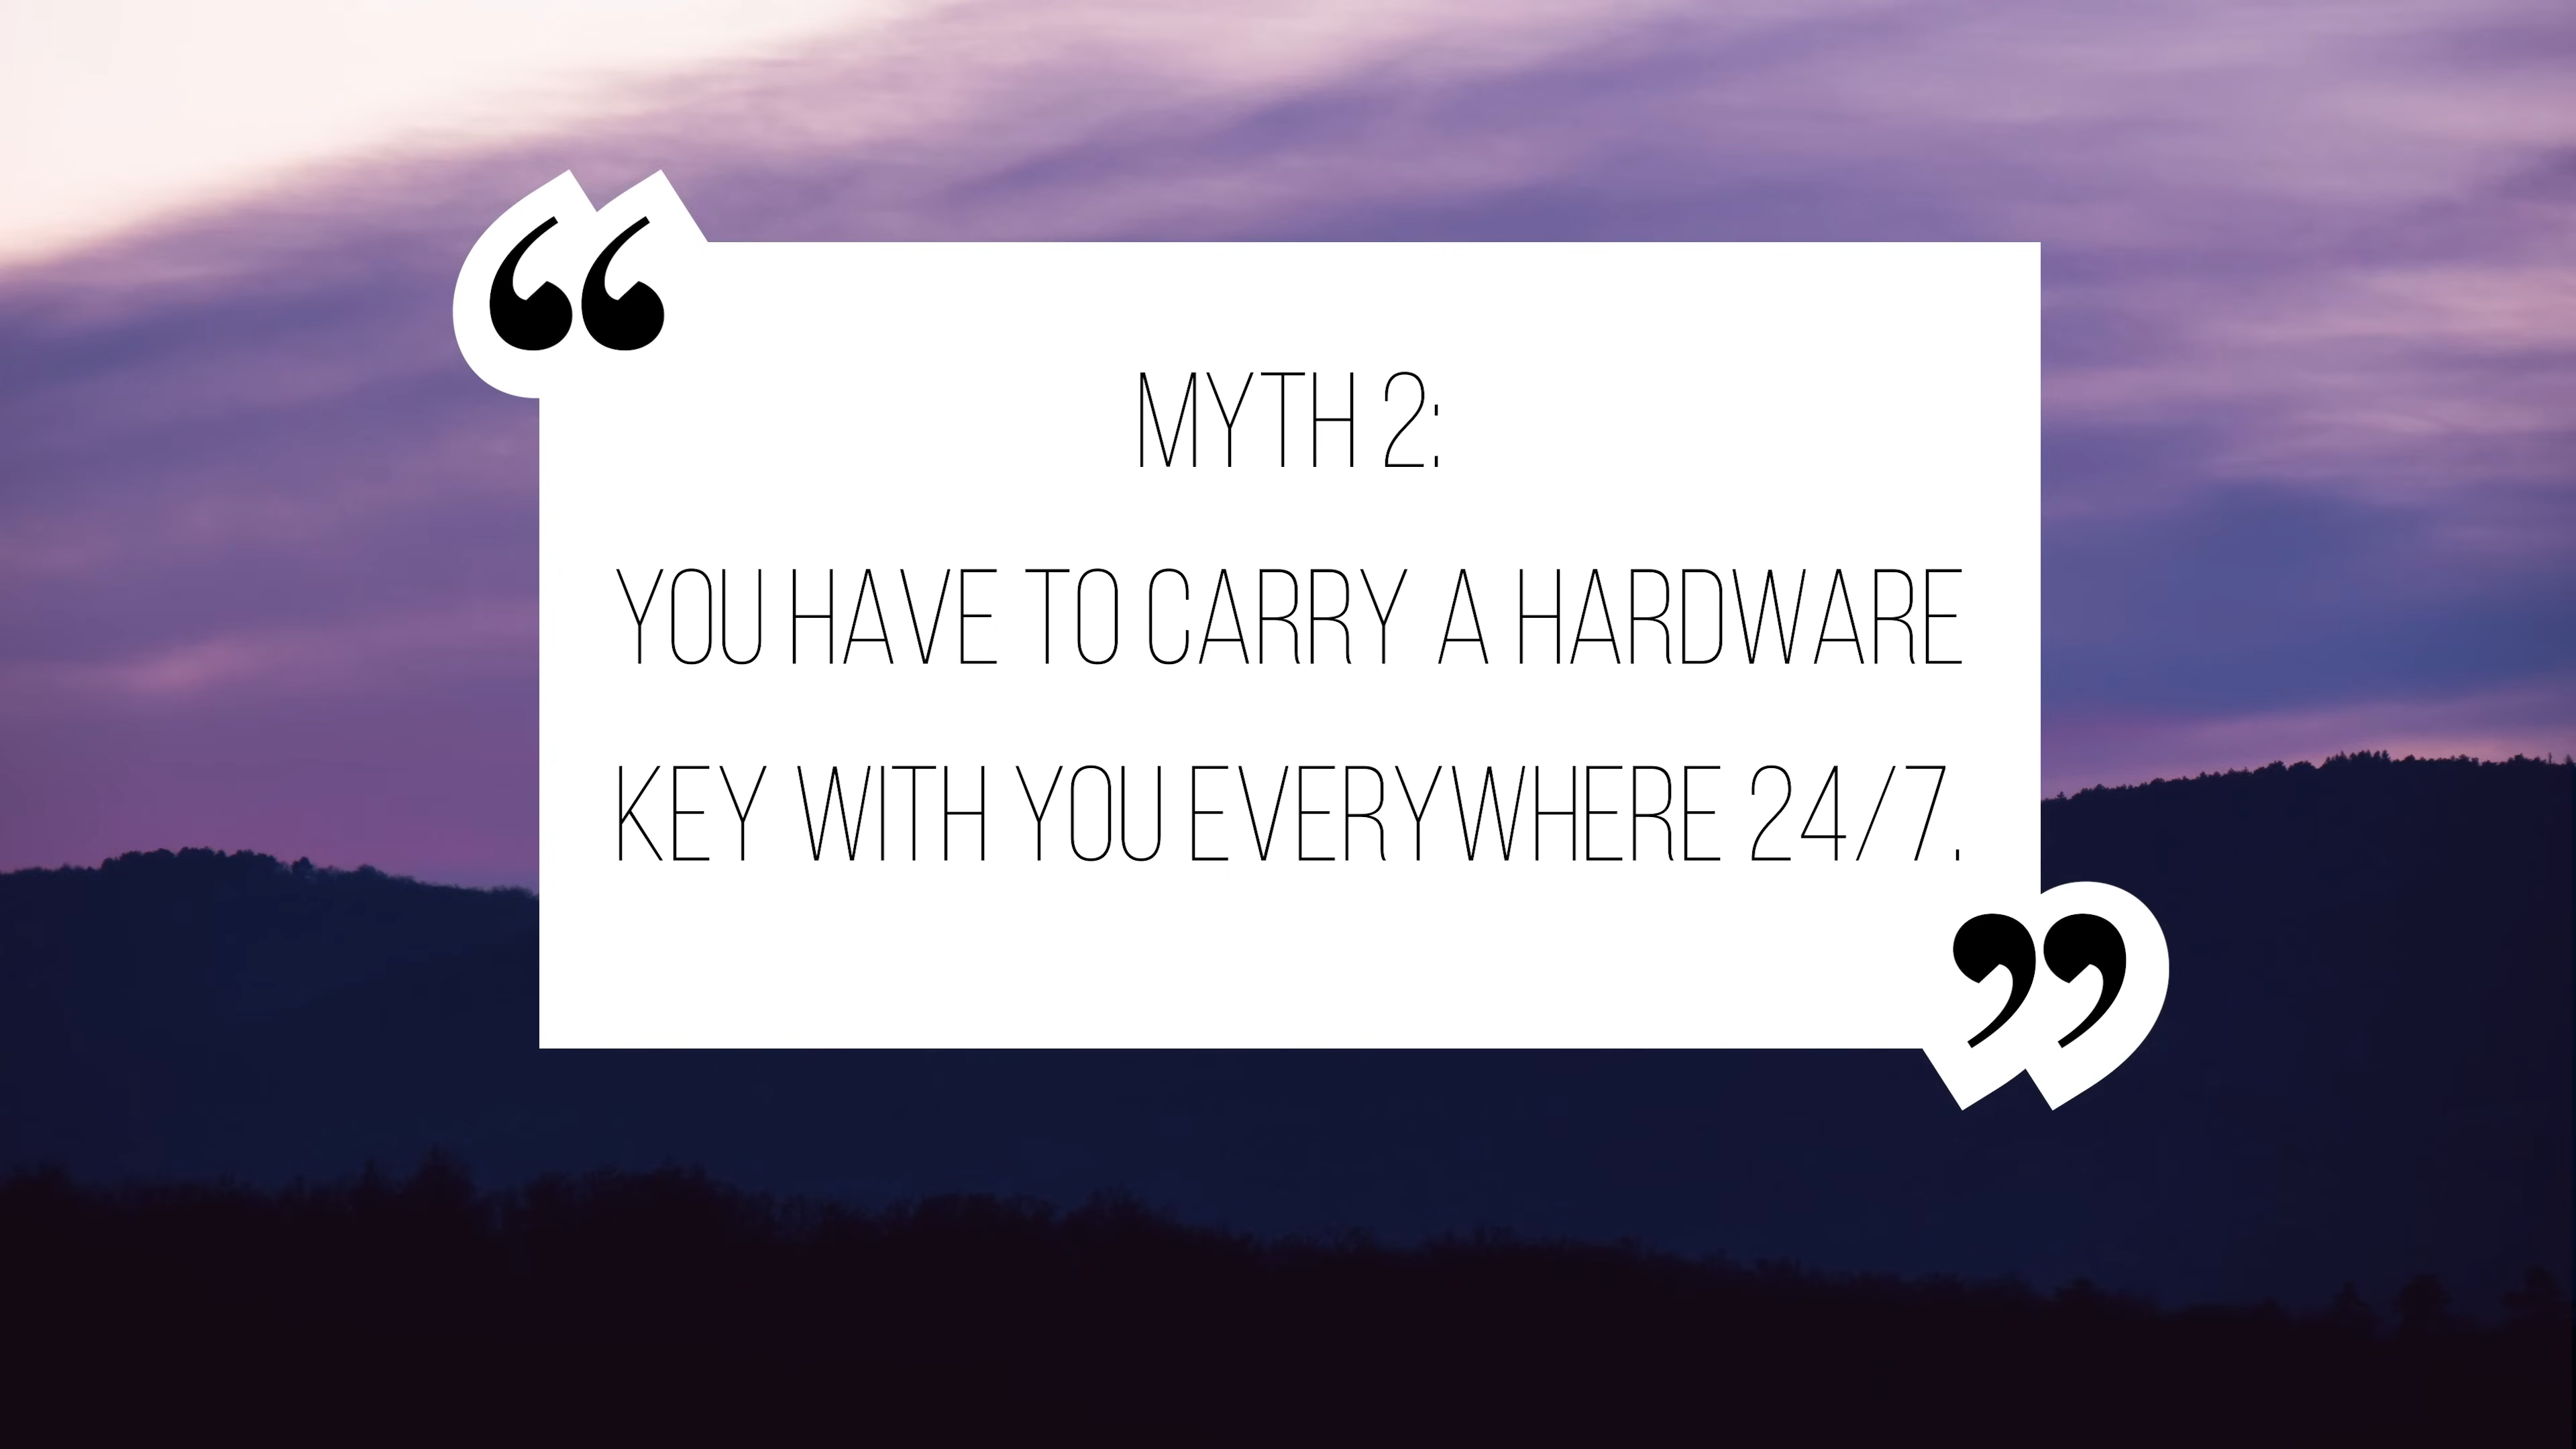 “
MYTH 2:
YOU HAVE TO CARRY A HARDWARE
KEY WITH YOU EVERYWHERE 24/7.
”